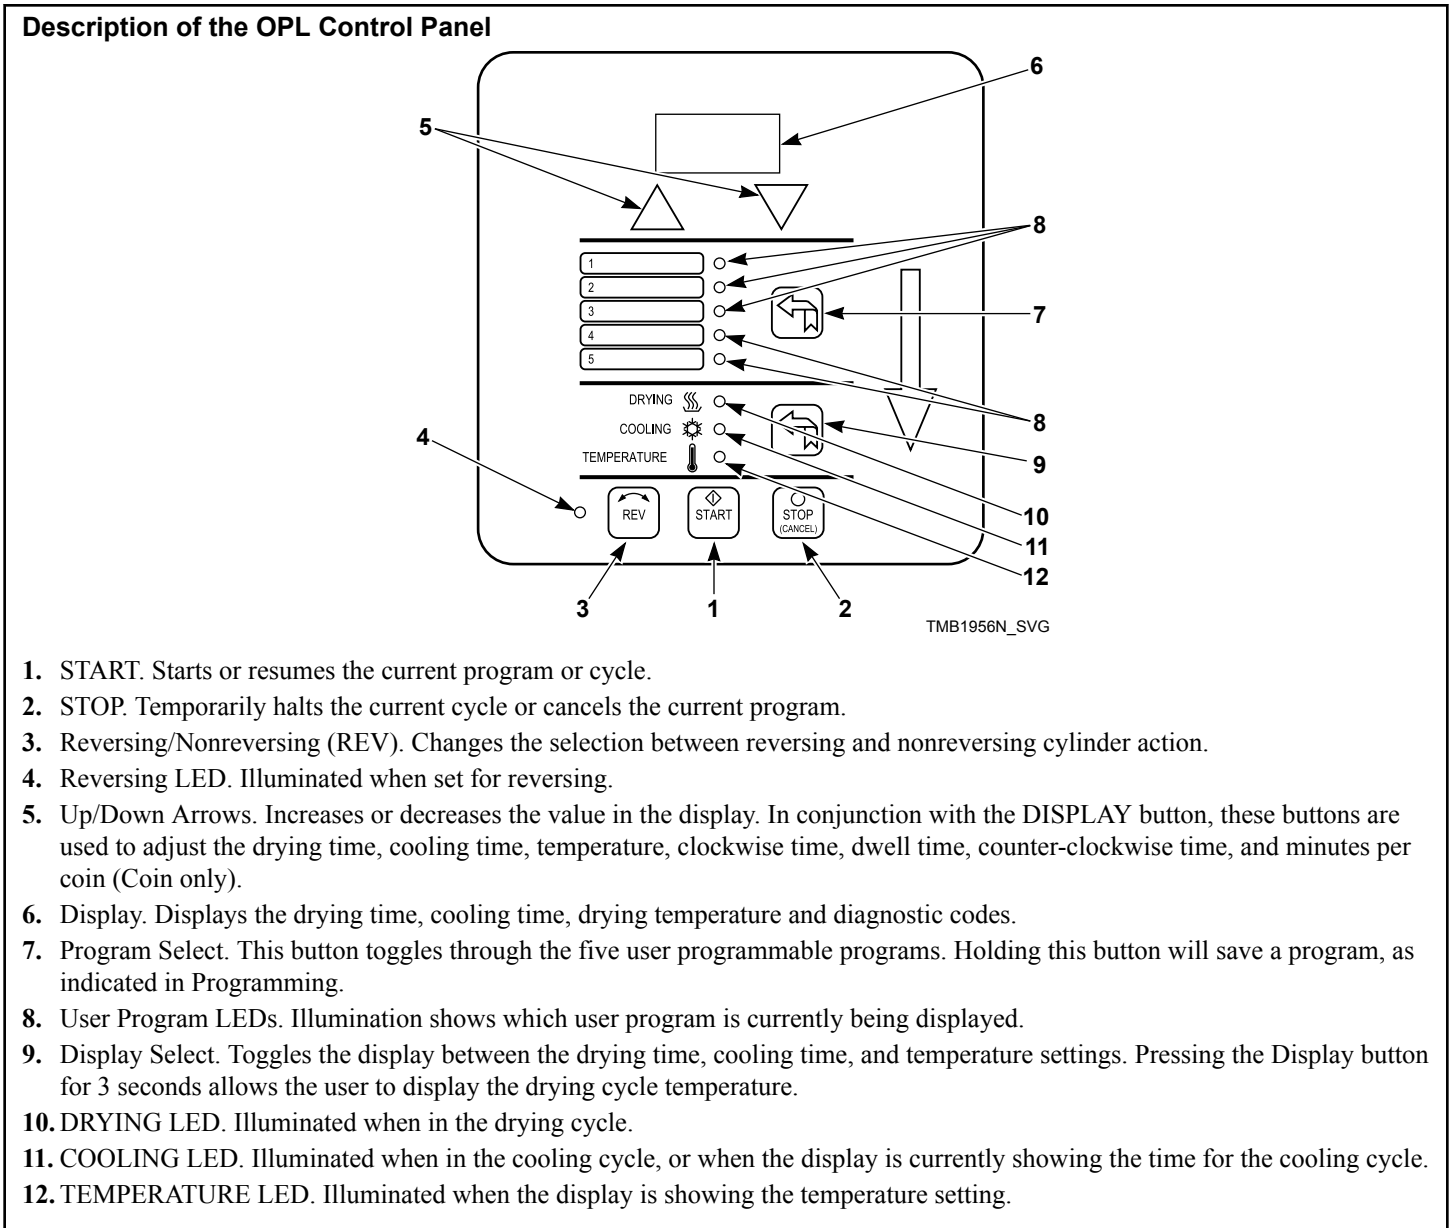 Description of the OPL Control Panel
6
5
8
1
2
3
4
5
7
DRYING
COOLING
TEMPERATURE
8
4
9
REV
START
STOP
(CANCEL)
10
11
12
3
1
2
TMB1956N_SVG
1. START. Starts or resumes the current program or cycle.
2. STOP. Temporarily halts the current cycle or cancels the current program.
3. Reversing/Nonreversing (REV). Changes the selection between reversing and nonreversing cylinder action.
4. Reversing LED. Illuminated when set for reversing.
5. Up/Down Arrows. Increases or decreases the value in the display. In conjunction with the DISPLAY button, these buttons are
used to adjust the drying time, cooling time, temperature, clockwise time, dwell time, counter-clockwise time, and minutes per
coin (Coin only).
6. Display. Displays the drying time, cooling time, drying temperature and diagnostic codes.
7. Program Select. This button toggles through the five user programmable programs. Holding this button will save a program, as
indicated in Programming.
8. User Program LEDs. Illumination shows which user program is currently being displayed.
9. Display Select. Toggles the display between the drying time, cooling time, and temperature settings. Pressing the Display button
for 3 seconds allows the user to display the drying cycle temperature.
10. DRYING LED. Illuminated when in the drying cycle.
11. COOLING LED. Illuminated when in the cooling cycle, or when the display is currently showing the time for the cooling cycle.
12. TEMPERATURE LED. Illuminated when the display is showing the temperature setting.